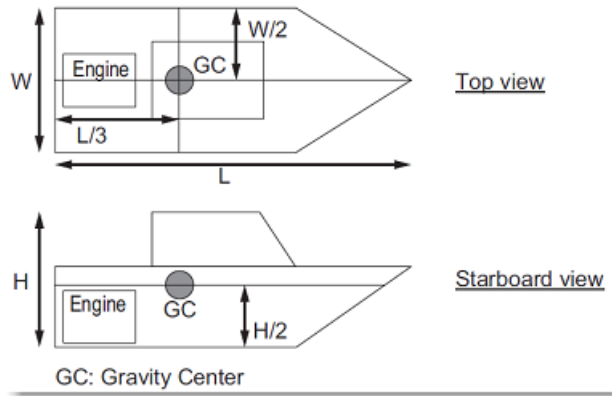 W/2
Engine
GC
W
Top view
L/3
L
H
Starboard view
Engine
GC
H/2
GC: Gravity Center